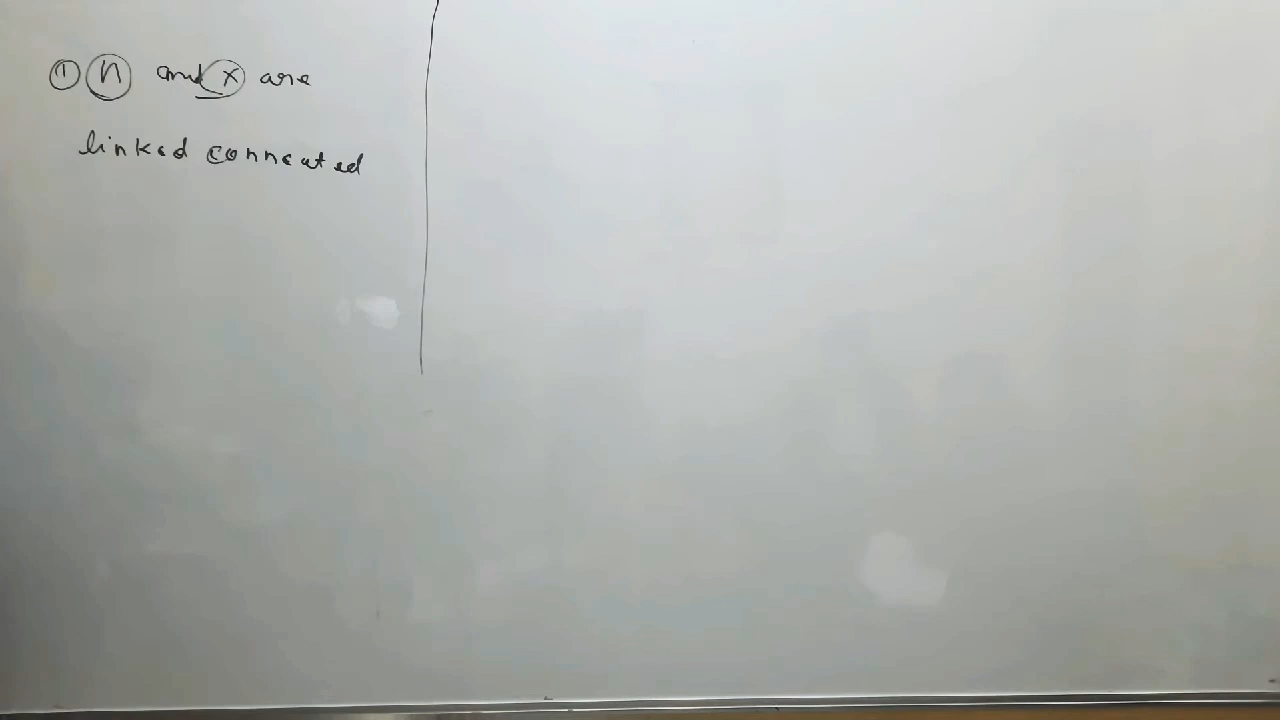 ① n and x are
linked connected